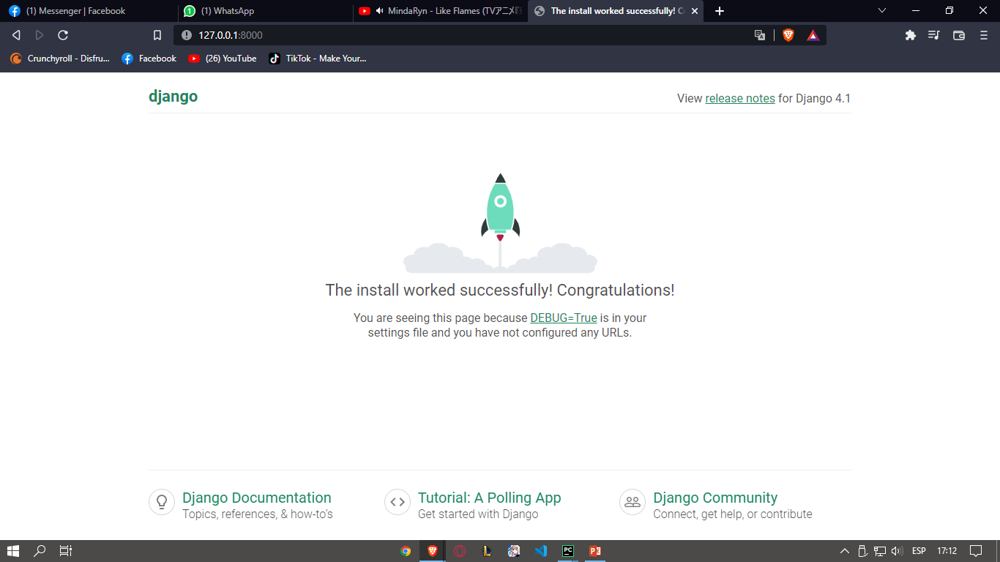 (1) Messenger | Facebook
(1) WhatsApp
MindaRyn - Like Flames (TVアニメ『
The install worked successfully! C
127.0.0.1:8000
Crunchyroll - Disfru...
Facebook
(26) YouTube
TikTok - Make Your...
django
View release notes for Django 4.1
The install worked successfully! Congratulations!
You are seeing this page because DEBUG=True is in your
settings file and you have not configured any URLs.
Django Documentation
Topics, references, & how-to’s
Tutorial: A Polling App
Get started with Django
Django Community
Connect, get help, or contribute
ESP
17:12